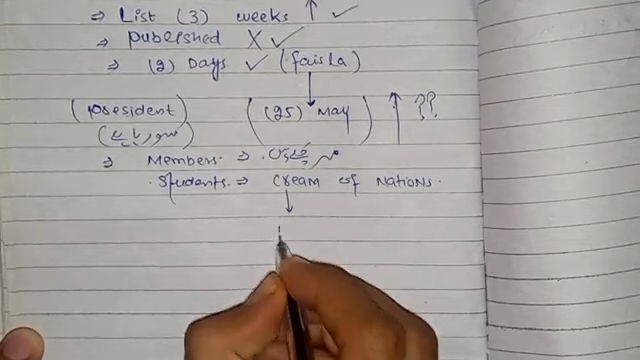 ⇒ List (3) weeks ↑ ✓
⇒ published X ✓
⇒ (2) Days ✓ (faisla)
(president) ((25) May) ↑ ??
⇒ Members ⇒
. Students ⇒ Cream of Nations.